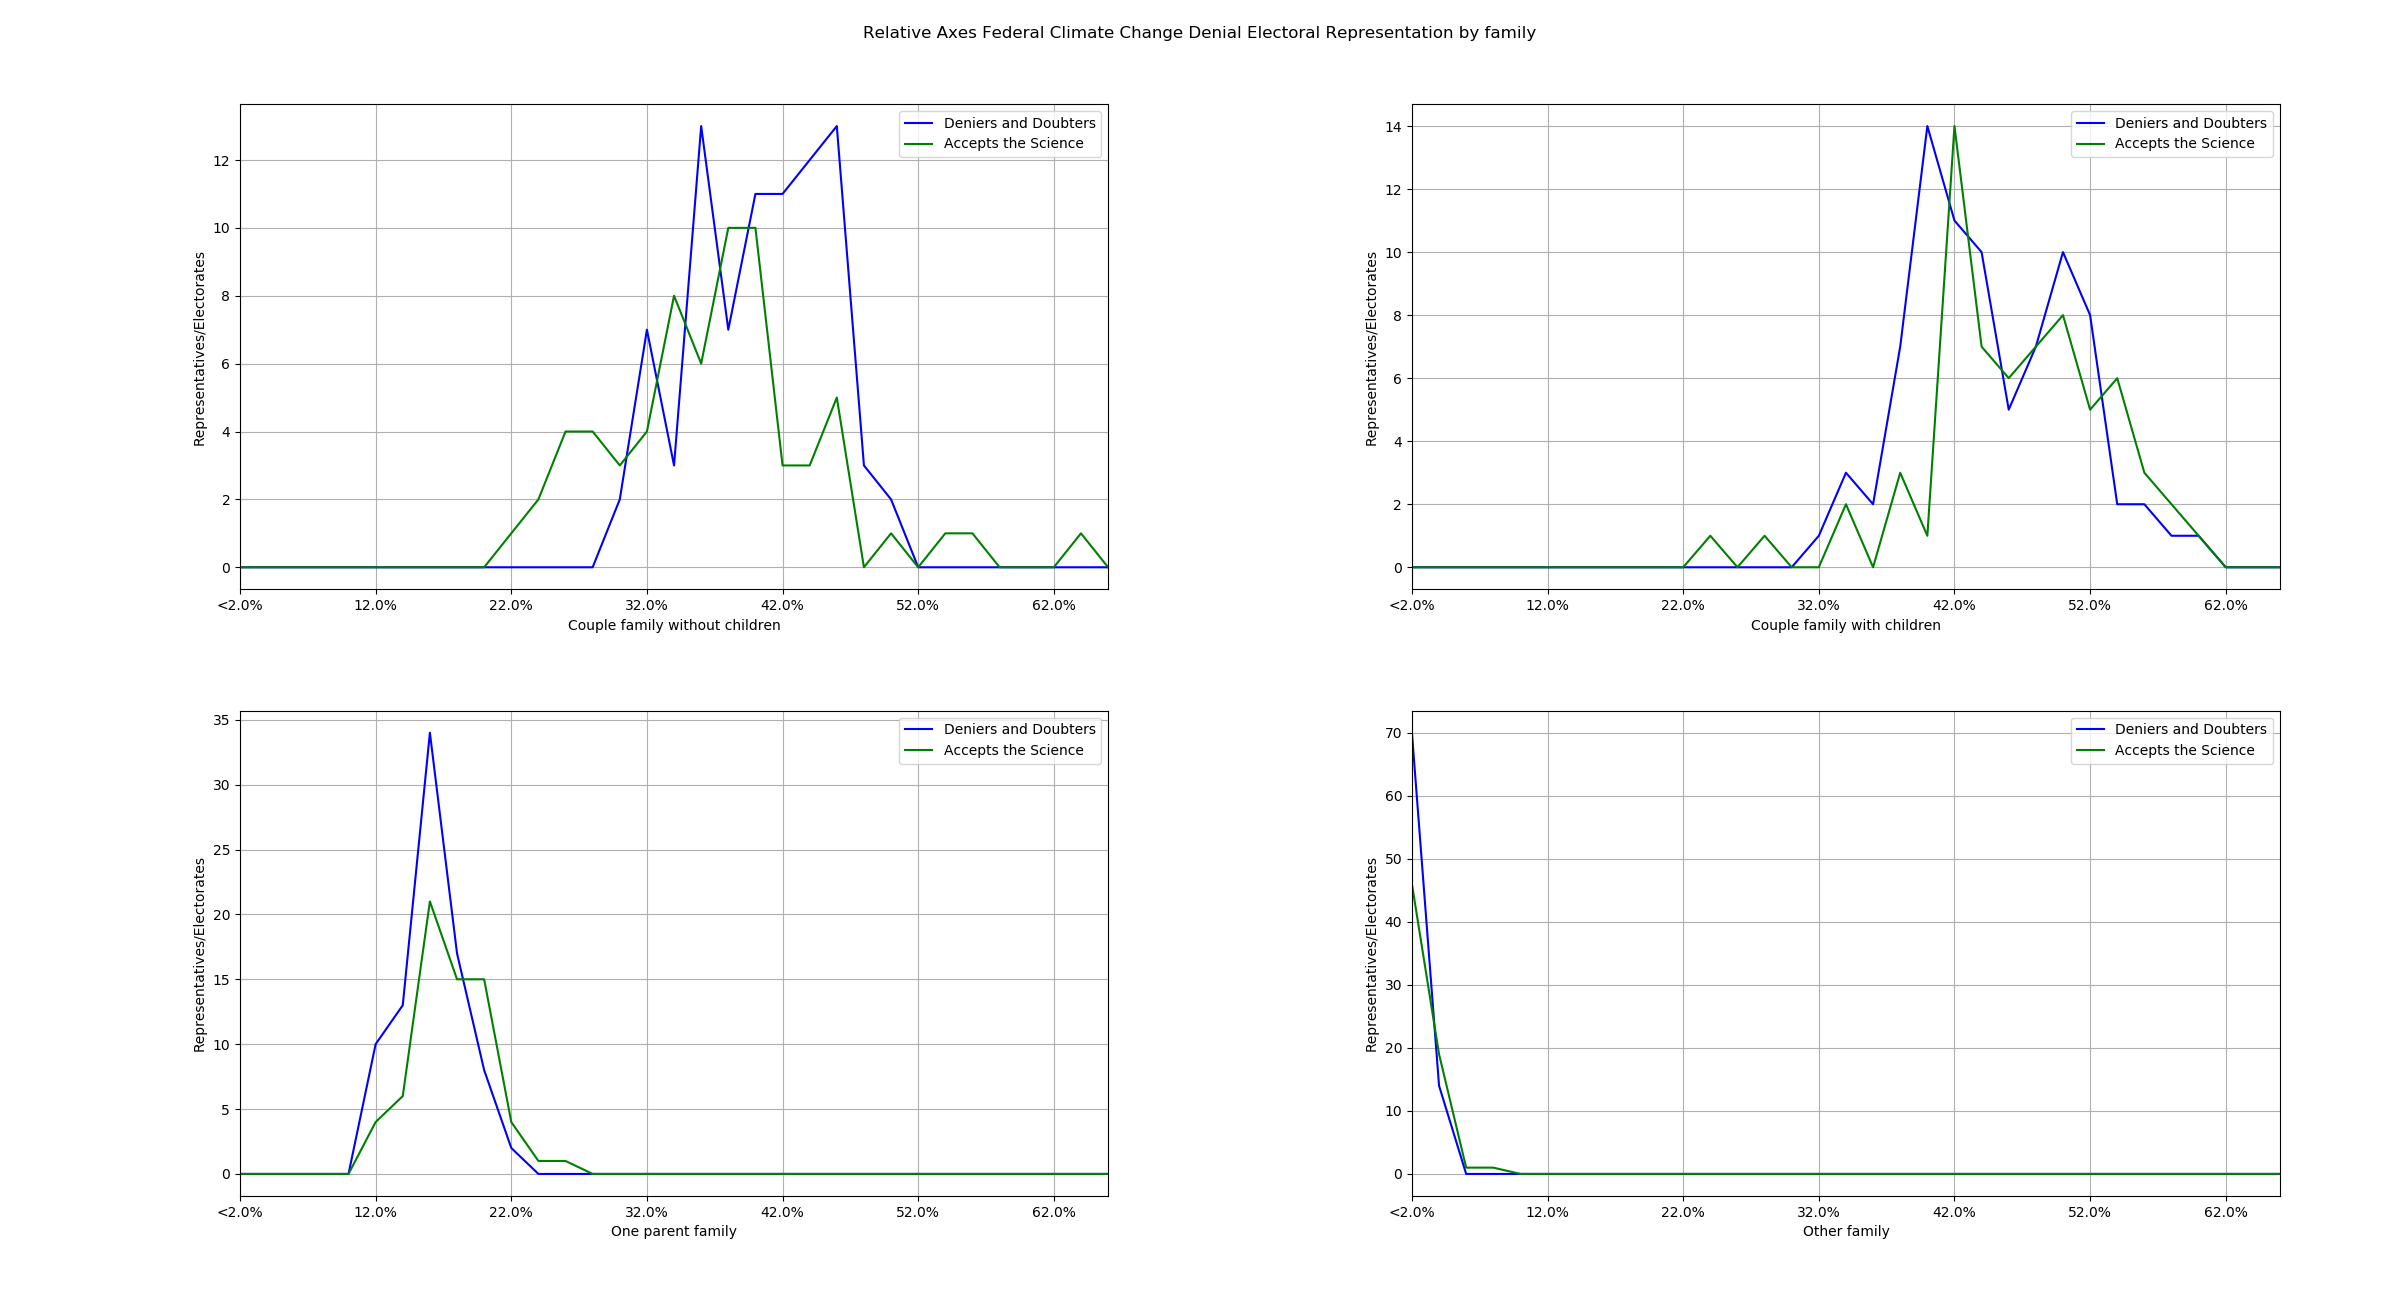 Relative Axes Federal Climate Change Denial Electoral Representation by family
Deniers and Doubters
Accepts the Science
12
10
8
6
4
2
0
Representatives/Electorates
<2.0% 12.0% 22.0% 32.0% 42.0% 52.0% 62.0%
Couple family without children
Deniers and Doubters
Accepts the Science
14
12
10
8
6
4
2
0
Representatives/Electorates
<2.0% 12.0% 22.0% 32.0% 42.0% 52.0% 62.0%
Couple family with children
Deniers and Doubters
Accepts the Science
35
30
25
20
15
10
5
0
Representatives/Electorates
<2.0% 12.0% 22.0% 32.0% 42.0% 52.0% 62.0%
One parent family
Deniers and Doubters
Accepts the Science
70
60
50
40
30
20
10
0
Representatives/Electorates
<2.0% 12.0% 22.0% 32.0% 42.0% 52.0% 62.0%
Other family